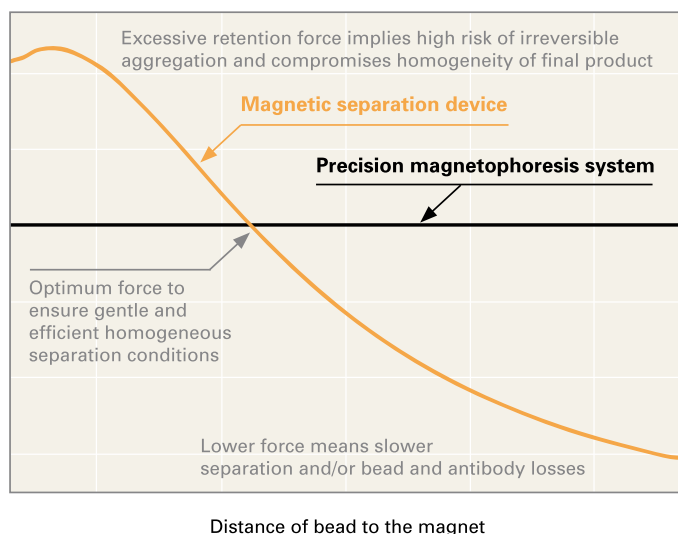 Excessive retention force implies high risk of irreversible
aggregation and compromises homogeneity of final product
Magnetic separation device
Precision magnetophoresis system
Optimum force to
ensure gentle and
efficient homogeneous
separation conditions
Lower force means slower
separation and/or bead and antibody losses
Distance of bead to the magnet